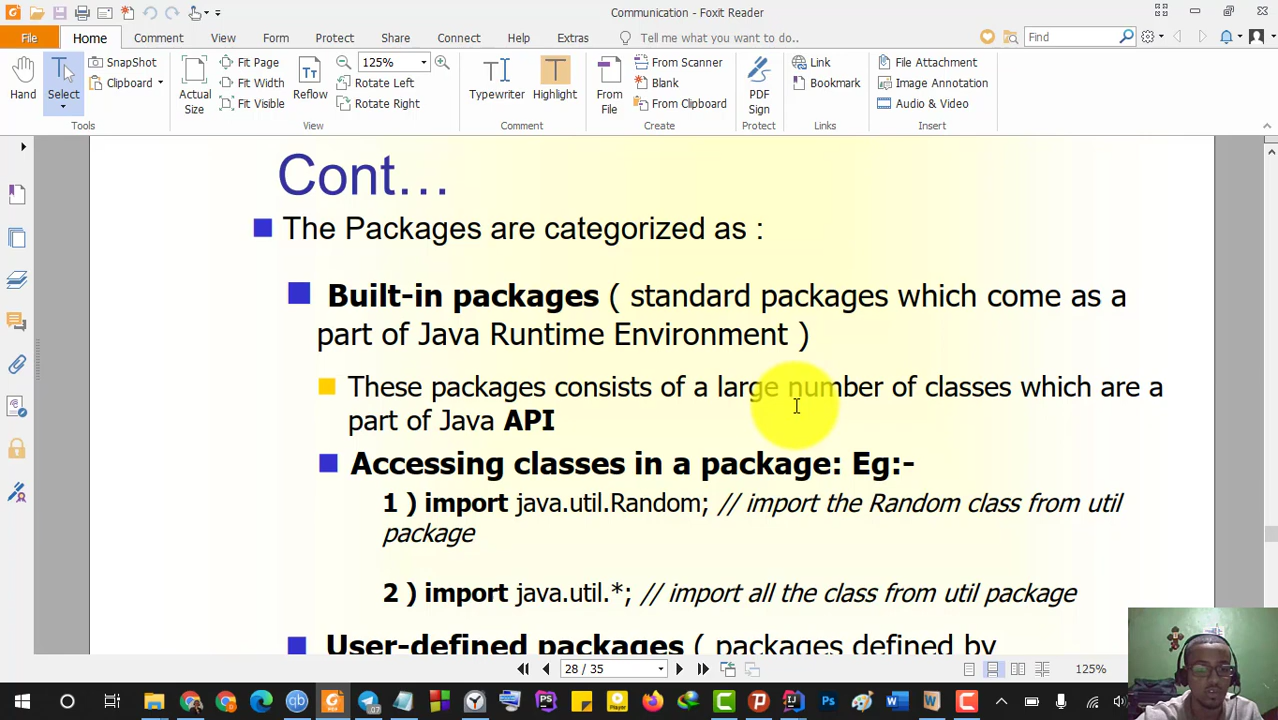 Communication - Foxit Reader
File Home Comment View Form Protect Share Connect Help Extras Tell me what you want to do.. Find
Hand
Select
SnapShot
Clipboard
Tools
Actual Size
Fit Page
Fit Width
Fit Visible
Reflow
125%
Rotate Left
Rotate Right
View
Typewriter
Highlight
Comment
From File
From Scanner
Blank
From Clipboard
Create
PDF Sign
Protect
Link
Bookmark
Links
File Attachment
Image Annotation
Audio & Video
Insert
Cont...
The Packages are categorized as :
Built-in packages ( standard packages which come as a
part of Java Runtime Environment )
These packages consists of a large number of classes which are a
part of Java API
Accessing classes in a package: Eg:-
1 ) import java.util.Random; // import the Random class from util
package
2 ) import java.util.*; // import all the class from util package
User-defined packages ( packages defined by
28 / 35
125%